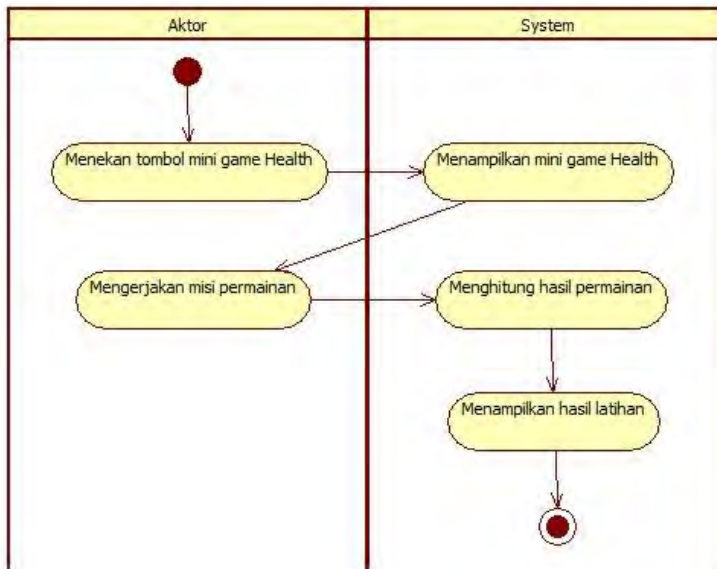 Aktor
System
Menekan tombol mini game Health
Menampilkan mini game Health
Mengerjakan misi permainan
Menghitung hasil permainan
Menampilkan hasil latihan